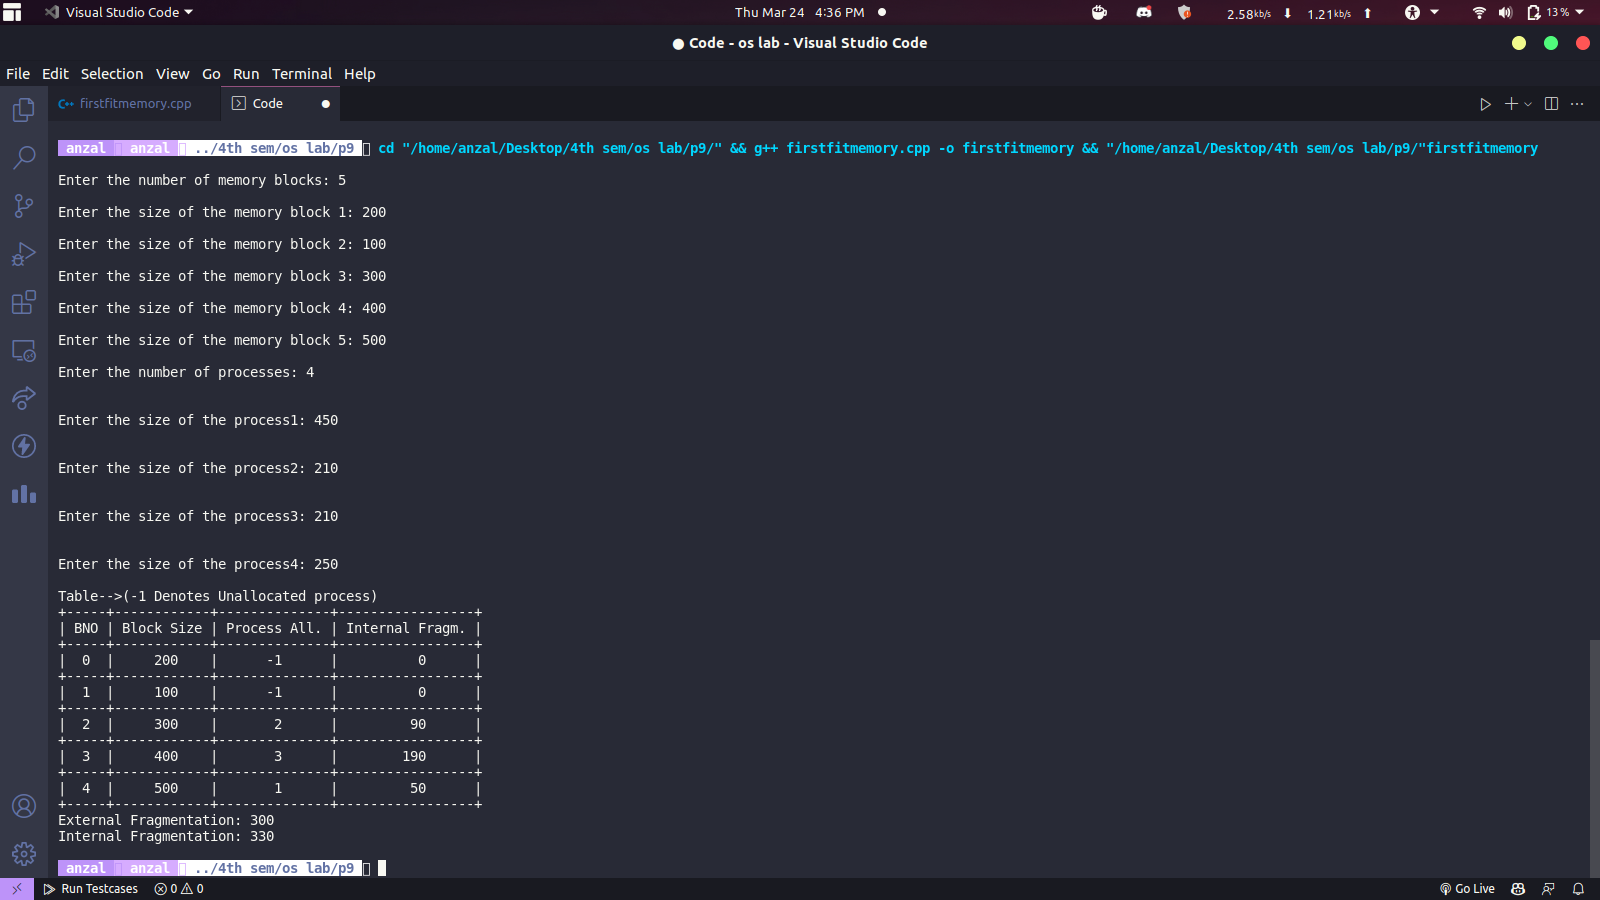 Visual Studio Code
Thu Mar 24 4:36 PM
2.58kb/s
1.21kb/s
13 %
Code - os lab - Visual Studio Code
File Edit Selection View Go Run Terminal Help
firstfitmemory.cpp
Code
anzal anzal ../4th sem/os lab/p9 cd "/home/anzal/Desktop/4th sem/os lab/p9/" && g++ firstfitmemory.cpp -o firstfitmemory && "/home/anzal/Desktop/4th sem/os lab/p9/"firstfitmemory
Enter the number of memory blocks: 5
Enter the size of the memory block 1: 200
Enter the size of the memory block 2: 100
Enter the size of the memory block 3: 300
Enter the size of the memory block 4: 400
Enter the size of the memory block 5: 500
Enter the number of processes: 4
Enter the size of the process1: 450
Enter the size of the process2: 210
Enter the size of the process3: 210
Enter the size of the process4: 250
Table-->(-1 Denotes Unallocated process)
+-----+------------+--------------+-----------------+
| BNO | Block Size | Process All. | Internal Fragm. |
+-----+------------+--------------+-----------------+
|  0  |     200    |      -1      |          0      |
+-----+------------+--------------+-----------------+
|  1  |     100    |      -1      |          0      |
+-----+------------+--------------+-----------------+
|  2  |     300    |       2      |         90      |
+-----+------------+--------------+-----------------+
|  3  |     400    |       3      |        190      |
+-----+------------+--------------+-----------------+
|  4  |     500    |       1      |         50      |
+-----+------------+--------------+-----------------+
External Fragmentation: 300
Internal Fragmentation: 330
anzal anzal ../4th sem/os lab/p9
Run Testcases 0 0
Go Live